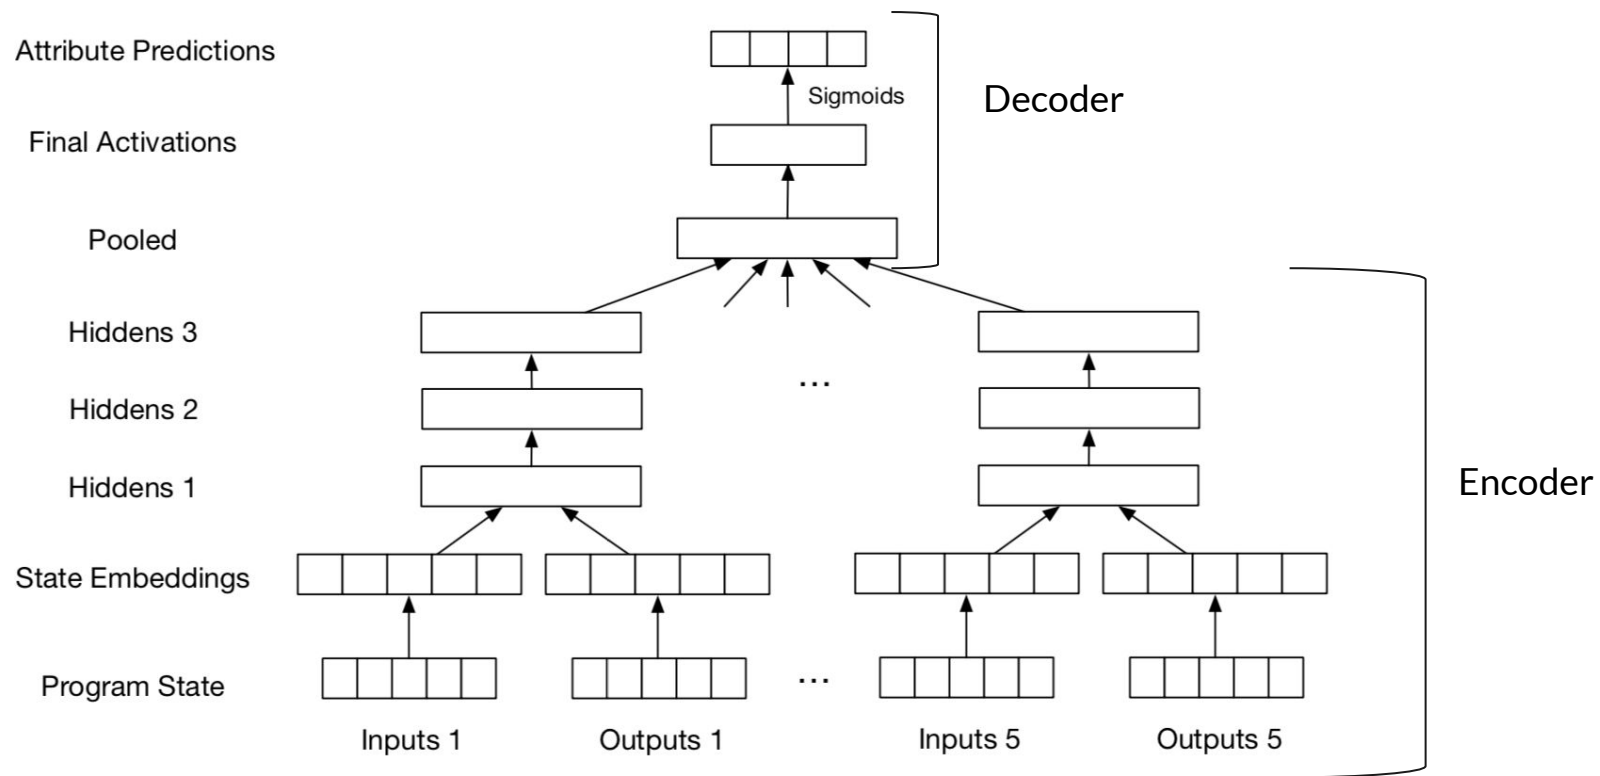 Attribute Predictions
Sigmoids
Decoder
Final Activations
Pooled
Hiddens 3
...
Hiddens 2
Hiddens 1
Encoder
State Embeddings
Program State
...
Inputs 1
Outputs 1
Inputs 5
Outputs 5